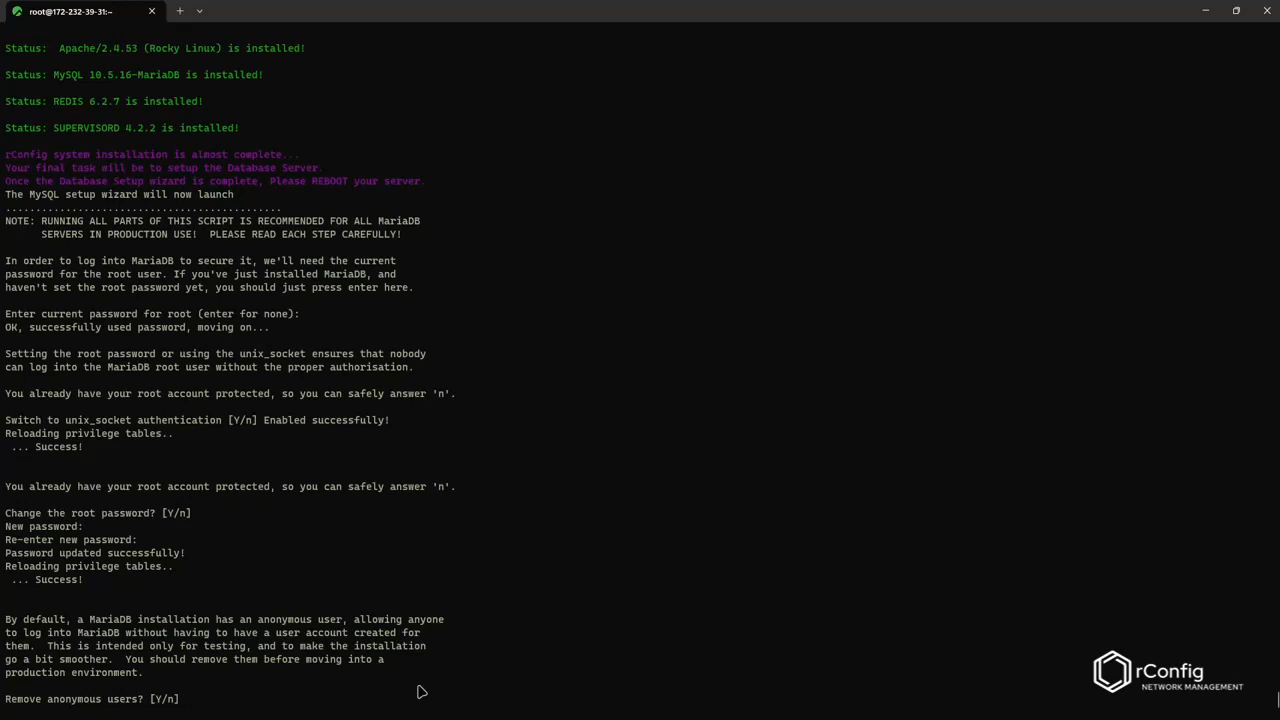 root@172-232-39-31:~
Status:  Apache/2.4.53 (Rocky Linux) is installed!
Status: MySQL 10.5.16-MariaDB is installed!
Status: REDIS 6.2.7 is installed!
Status: SUPERVISORD 4.2.2 is installed!
rConfig system installation is almost complete...
Your final task will be to setup the Database Server.
Once the Database Setup wizard is complete, Please REBOOT your server.
The MySQL setup wizard will now launch
..............................................
NOTE: RUNNING ALL PARTS OF THIS SCRIPT IS RECOMMENDED FOR ALL MariaDB
      SERVERS IN PRODUCTION USE!  PLEASE READ EACH STEP CAREFULLY!
In order to log into MariaDB to secure it, we'll need the current
password for the root user. If you've just installed MariaDB, and
haven't set the root password yet, you should just press enter here.
Enter current password for root (enter for none):
OK, successfully used password, moving on...
Setting the root password or using the unix_socket ensures that nobody
can log into the MariaDB root user without the proper authorisation.
You already have your root account protected, so you can safely answer 'n'.
Switch to unix_socket authentication [Y/n] Enabled successfully!
Reloading privilege tables..
 ... Success!
You already have your root account protected, so you can safely answer 'n'.
Change the root password? [Y/n]
New password:
Re-enter new password:
Password updated successfully!
Reloading privilege tables..
 ... Success!
By default, a MariaDB installation has an anonymous user, allowing anyone
to log into MariaDB without having to have a user account created for
them.  This is intended only for testing, and to make the installation
go a bit smoother.  You should remove them before moving into a
production environment.
Remove anonymous users? [Y/n]
rConfig
NETWORK MANAGEMENT